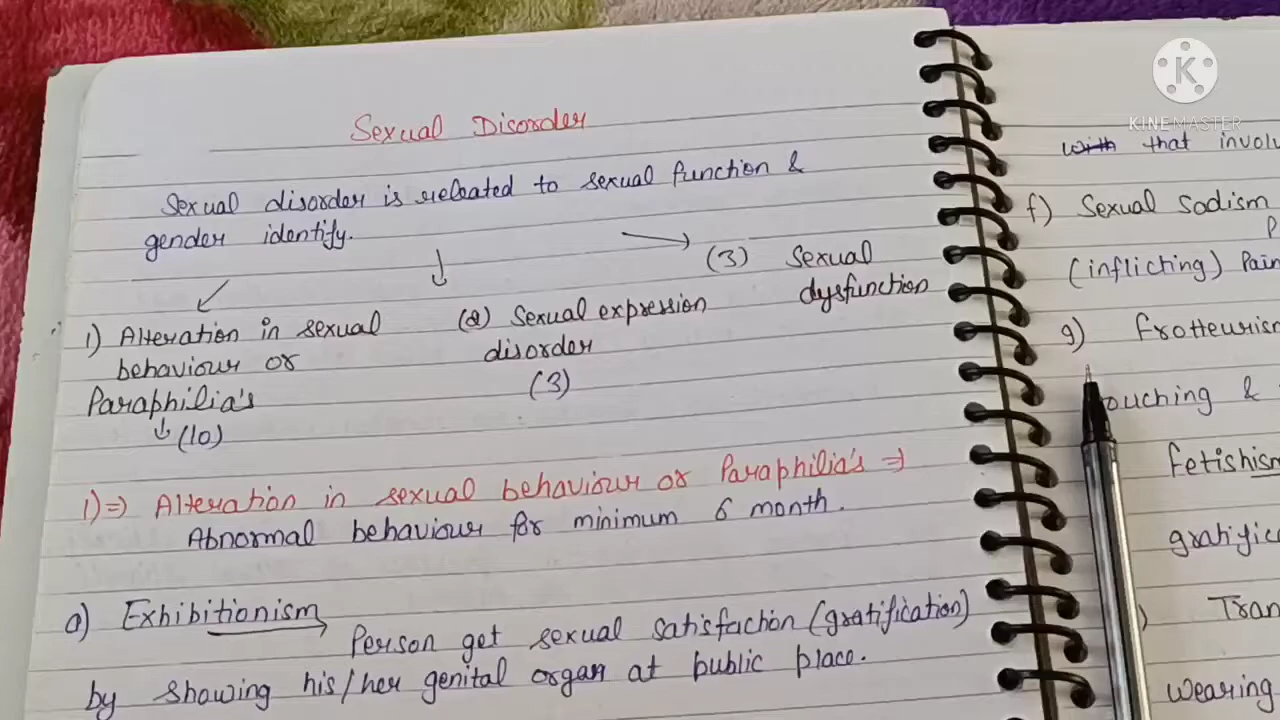 Sexual Disorder
Sexual disorder is releated to sexual function &
gender identify.
1) Alteration in sexual
behaviour or
Paraphilia's
(10)
(2) Sexual expression
disorder
(3)
(3) Sexual
dysfunction
1) ⇒ Alteration in sexual behaviour or Paraphilia's ⇒
Abnormal behaviour for minimum 6 month.
a) Exhibitionism
Person get sexual satisfaction (gratification)
by showing his/her genital organ at public place.
with that involv
f) Sexual Sadism
P
(inflicting) Pain
g) Frotteurism
ouching &
Fetishism
gratifica
) Tran
wearing
K
KINEMASTER